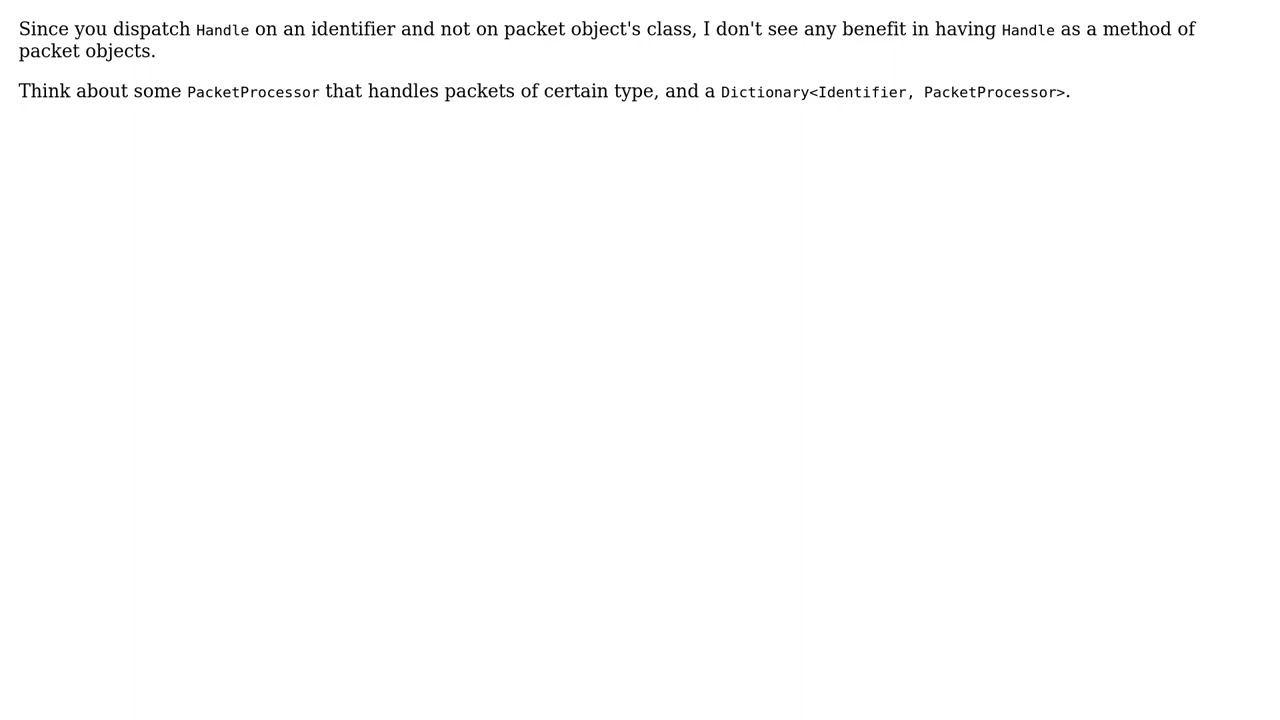 Since you dispatch Handle on an identifier and not on packet object's class, I don't see any benefit in having Handle as a method of
packet objects.
Think about some PacketProcessor that handles packets of certain type, and a Dictionary<Identifier, PacketProcessor>.